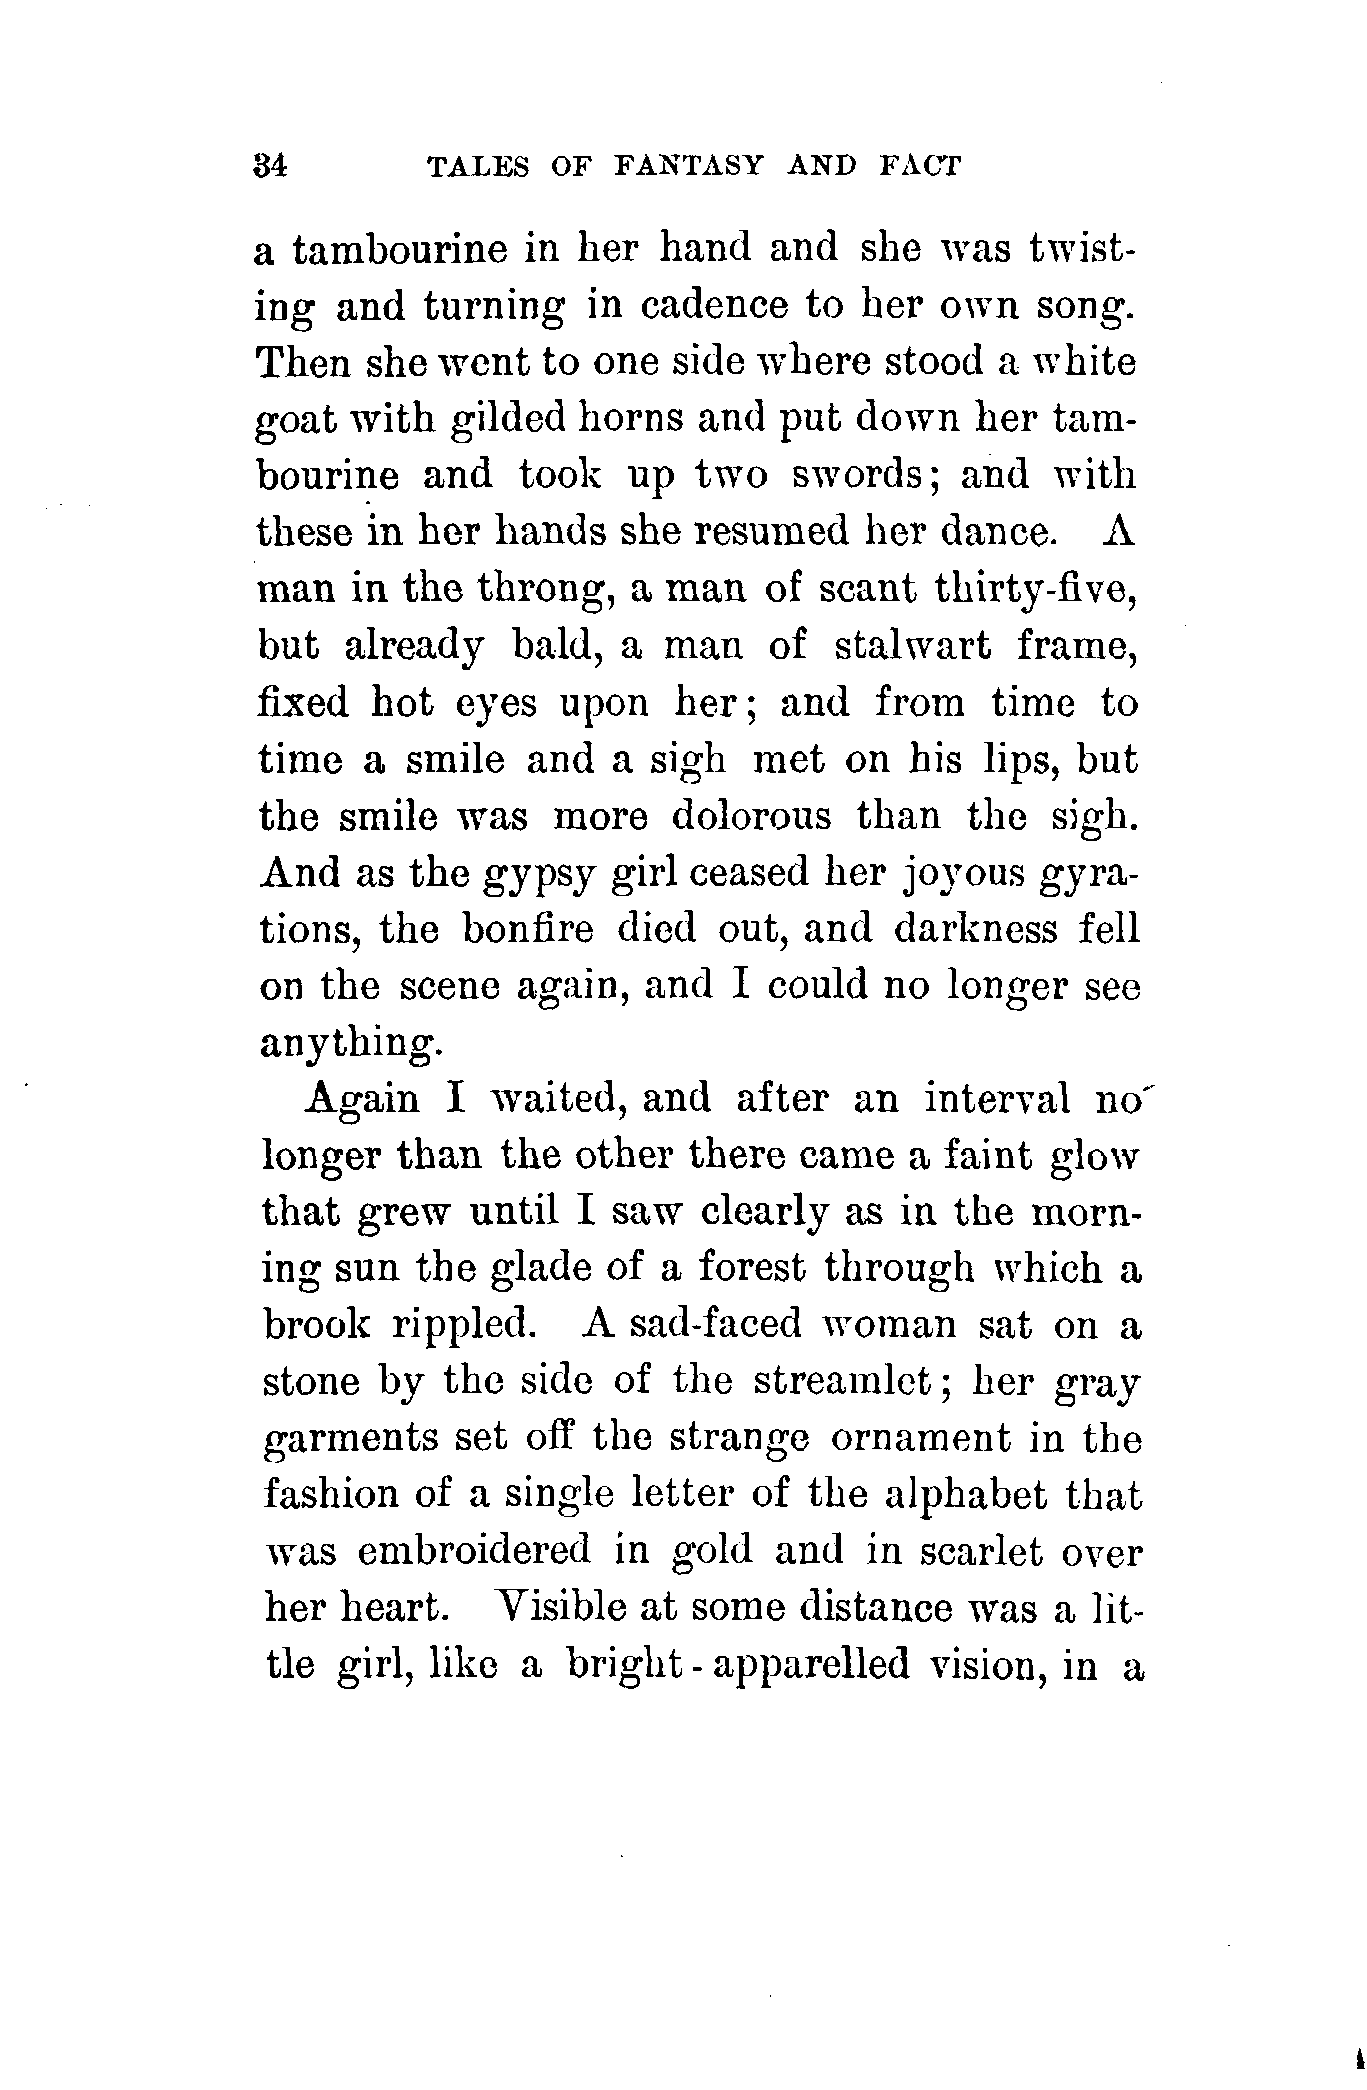 34 TALES OF FANTASY AND FACT
a tambourine in her hand and she was twist-
ing and turning in cadence to her own song.
Then she went to one side where stood a white
goat with gilded horns and put down her tam-
bourine and took up two swords; and with
these in her hands she resumed her dance. A
man in the throng, a man of scant thirty-five,
but already bald, a man of stalwart frame,
fixed hot eyes upon her; and from time to
time a smile and a sigh met on his lips, but
the smile was more dolorous than the sigh.
And as the gypsy girl ceased her joyous gyra-
tions, the bonfire died out, and darkness fell
on the scene again, and I could no longer see
anything.
Again I waited, and after an interval no
longer than the other there came a faint glow
that grew until I saw clearly as in the morn-
ing sun the glade of a forest through which a
brook rippled. A sad-faced woman sat on a
stone by the side of the streamlet; her gray
garments set off the strange ornament in the
fashion of a single letter of the alphabet that
was embroidered in gold and in scarlet over
her heart. Visible at some distance was a lit-
tle girl, like a bright-apparelled vision, in a